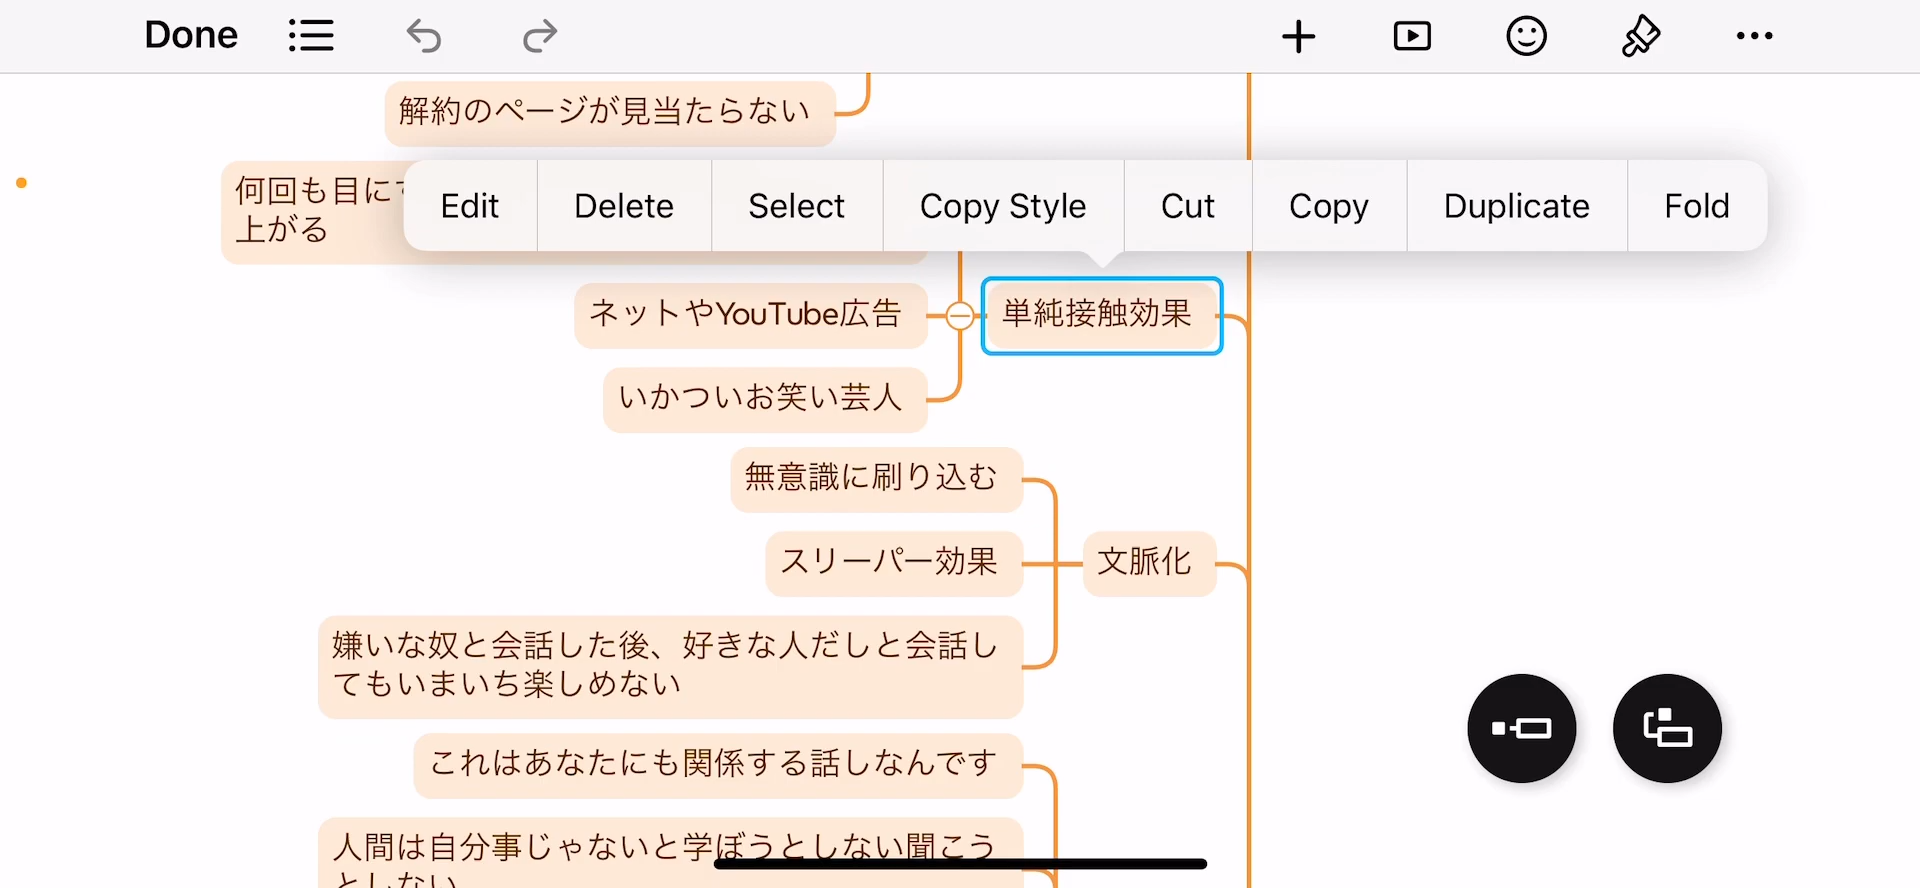 Done
解約のページが見当たらない
何回も目に
上がる
Edit
Delete
Select
Copy Style
Cut
Copy
Duplicate
Fold
ネットやYouTube広告
単純接触効果
いかついお笑い芸人
無意識に刷り込む
スリーパー効果
文脈化
嫌いな奴と会話した後、好きな人だしと会話し
てもいまいち楽しめない
これはあなたにも関係する話しなんです
人間は自分事じゃないと学ぼうとしない聞こう
としない